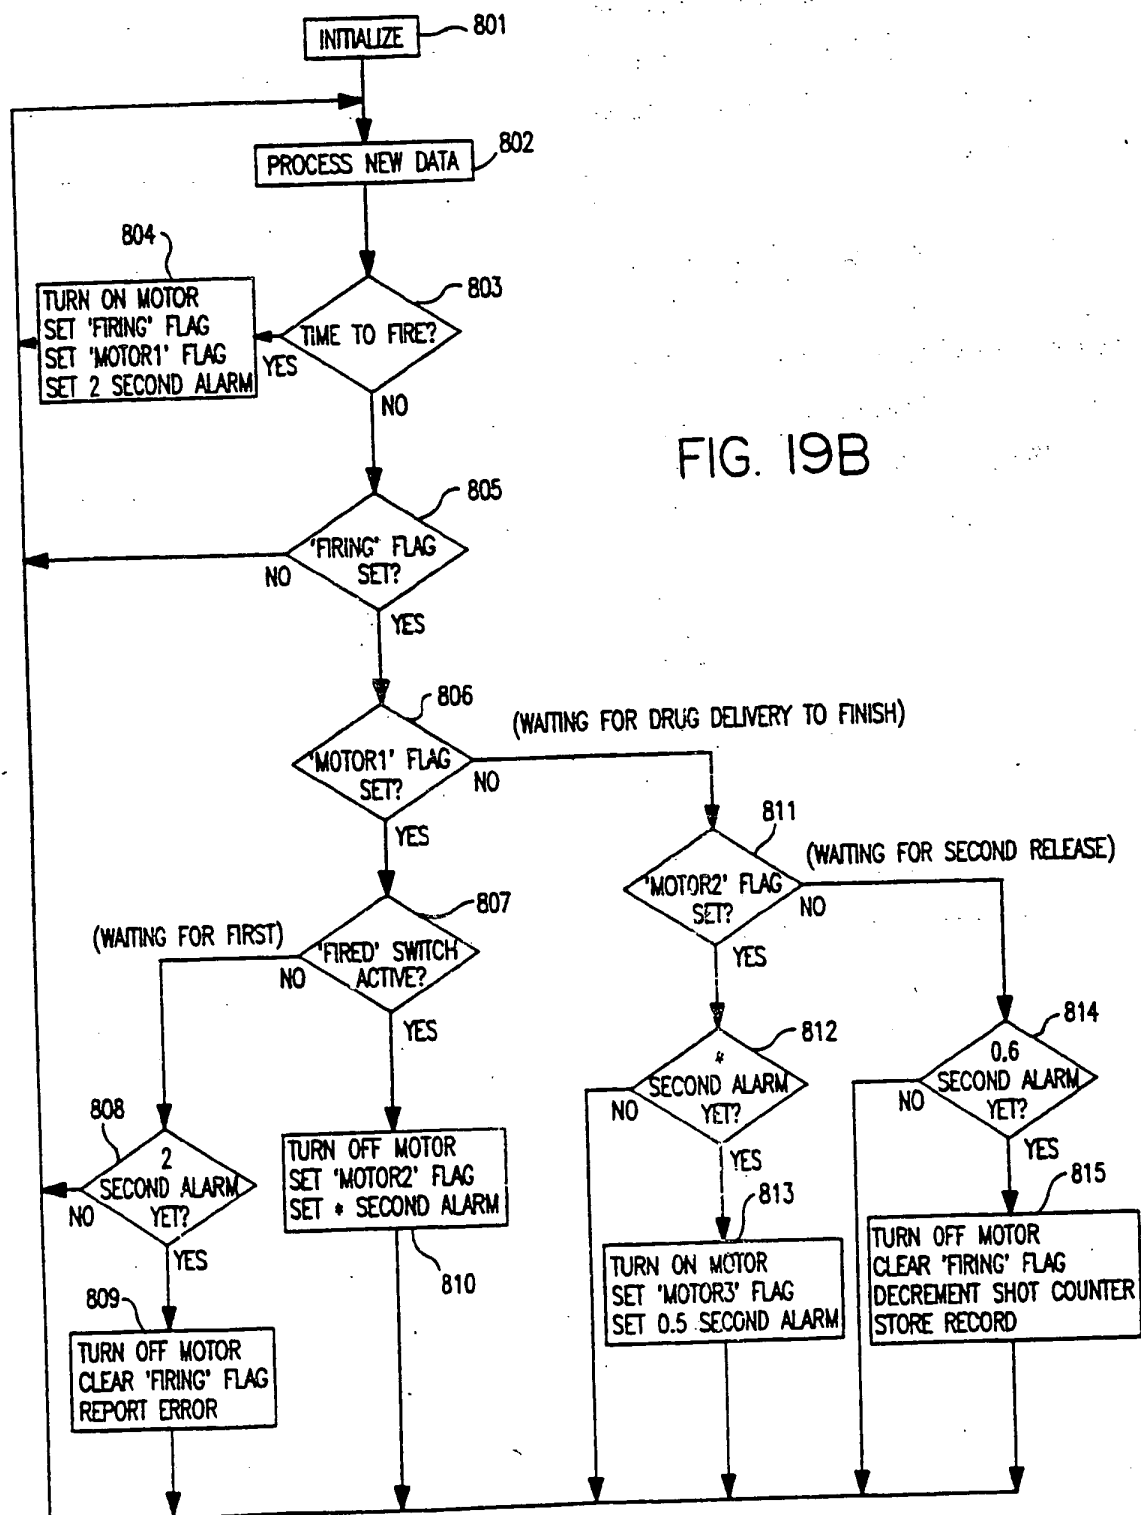 INITIALIZE
801
PROCESS NEW DATA
802
804
TURN ON MOTOR
SET 'FIRING' FLAG
SET 'MOTOR1' FLAG
SET 2 SECOND ALARM
803
TIME TO FIRE?
YES
NO
FIG. 19B
805
'FIRING' FLAG
SET?
NO
YES
806
'MOTOR1' FLAG
SET?
(WAITING FOR DRUG DELIVERY TO FINISH)
NO
YES
811
'MOTOR2' FLAG
SET?
(WAITING FOR SECOND RELEASE)
NO
YES
807
'FIRED' SWITCH
ACTIVE?
(WAITING FOR FIRST)
NO
YES
812
*
SECOND ALARM
YET?
NO
YES
814
0.6
SECOND ALARM
YET?
NO
YES
808
2
SECOND ALARM
YET?
NO
YES
TURN OFF MOTOR
SET 'MOTOR2' FLAG
SET * SECOND ALARM
810
813
TURN ON MOTOR
SET 'MOTOR3' FLAG
SET 0.5 SECOND ALARM
815
TURN OFF MOTOR
CLEAR 'FIRING' FLAG
DECREMENT SHOT COUNTER
STORE RECORD
809
TURN OFF MOTOR
CLEAR 'FIRING' FLAG
REPORT ERROR